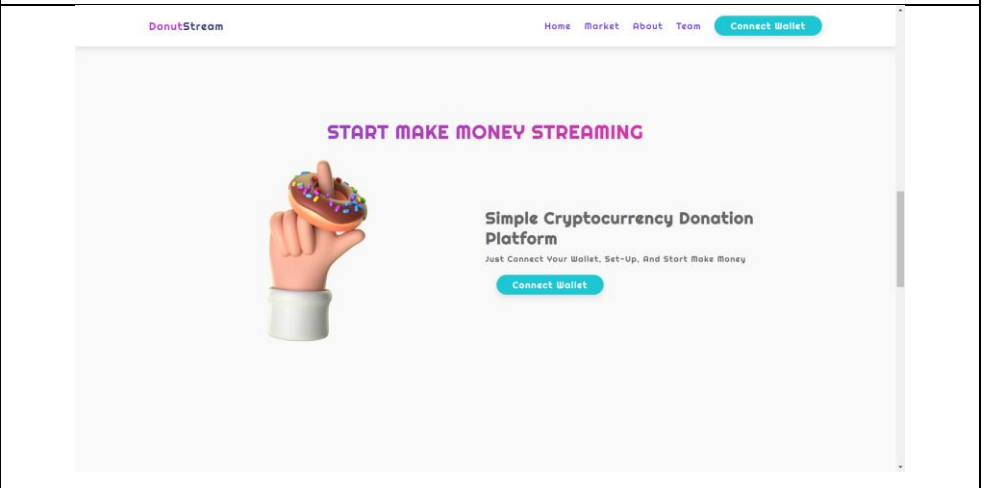 DonutStream
Home Market About Team Connect Wallet
START MAKE MONEY STREAMING
Simple Cryptocurrency Donation
Platform
Just Connect Your Wallet, Set-Up, And Start Make Money
Connect Wallet